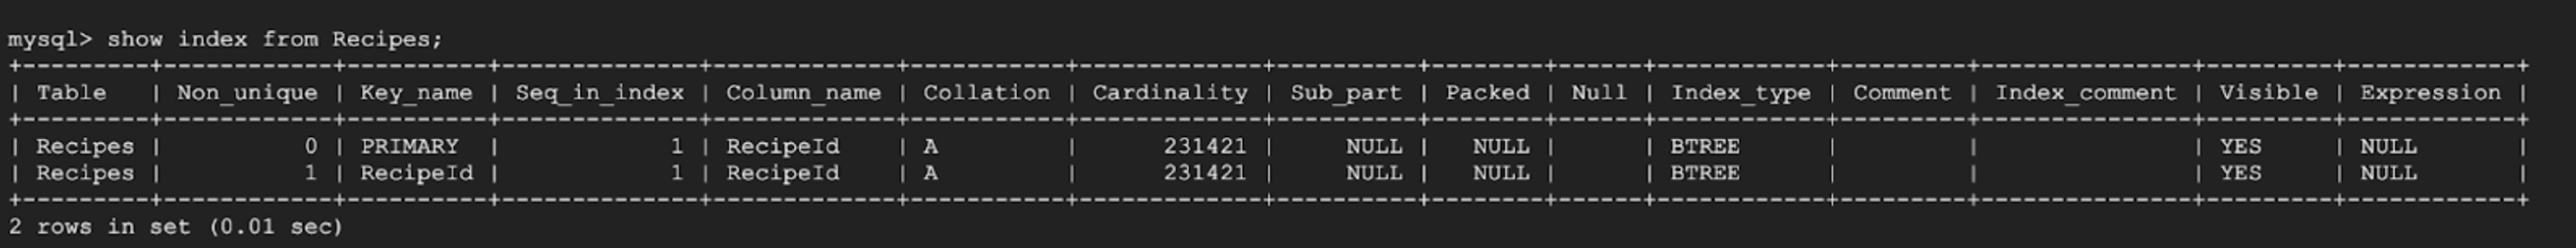 mysql> show index from Recipes;
+---------+------------+----------+--------------+-------------+-----------+-------------+----------+--------+------+------------+---------+---------------+---------+------------+
| Table   | Non_unique | Key_name | Seq_in_index | Column_name | Collation | Cardinality | Sub_part | Packed | Null | Index_type | Comment | Index_comment | Visible | Expression |
+---------+------------+----------+--------------+-------------+-----------+-------------+----------+--------+------+------------+---------+---------------+---------+------------+
| Recipes |          0 | PRIMARY  |            1 | RecipeId    | A         |      231421 |     NULL |   NULL |      | BTREE      |         |               | YES     | NULL       |
| Recipes |          1 | RecipeId |            1 | RecipeId    | A         |      231421 |     NULL |   NULL |      | BTREE      |         |               | YES     | NULL       |
+---------+------------+----------+--------------+-------------+-----------+-------------+----------+--------+------+------------+---------+---------------+---------+------------+
2 rows in set (0.01 sec)